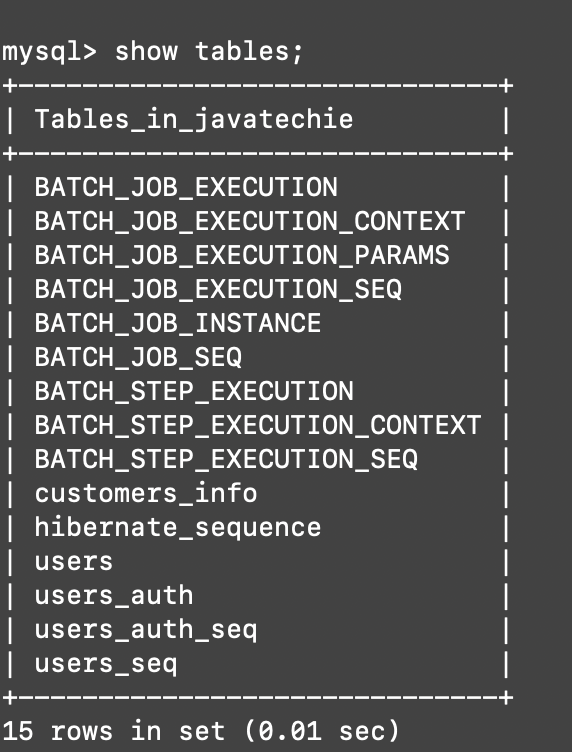 mysql> show tables;
+------------------------------+
| Tables_in_javatechie         |
+------------------------------+
| BATCH_JOB_EXECUTION          |
| BATCH_JOB_EXECUTION_CONTEXT  |
| BATCH_JOB_EXECUTION_PARAMS   |
| BATCH_JOB_EXECUTION_SEQ      |
| BATCH_JOB_INSTANCE           |
| BATCH_JOB_SEQ                |
| BATCH_STEP_EXECUTION         |
| BATCH_STEP_EXECUTION_CONTEXT |
| BATCH_STEP_EXECUTION_SEQ     |
| customers_info               |
| hibernate_sequence           |
| users                        |
| users_auth                   |
| users_auth_seq               |
| users_seq                    |
+------------------------------+
15 rows in set (0.01 sec)